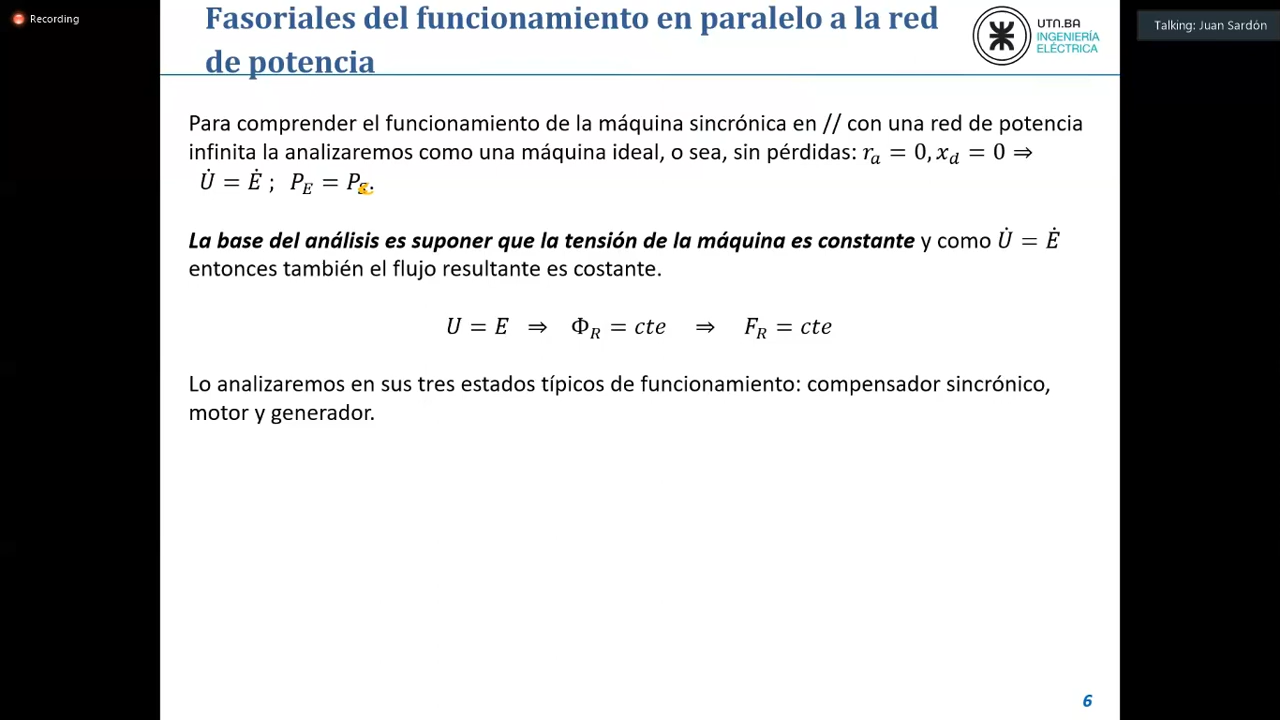 Recording
Talking: Juan Sardón
Fasoriales del funcionamiento en paralelo a la red
de potencia
UTN.BA
INGENIERÍA
ELÉCTRICA
Para comprender el funcionamiento de la máquina sincrónica en // con una red de potencia
infinita la analizaremos como una máquina ideal, o sea, sin pérdidas: rₐ = 0, x_d = 0 ⇒
U̇ = Ė ; P_E = P
La base del análisis es suponer que la tensión de la máquina es constante y como U̇ = Ė
entonces también el flujo resultante es costante.
U = E ⇒ Φ_R = cte ⇒ F_R = cte
Lo analizaremos en sus tres estados típicos de funcionamiento: compensador sincrónico,
motor y generador.
6